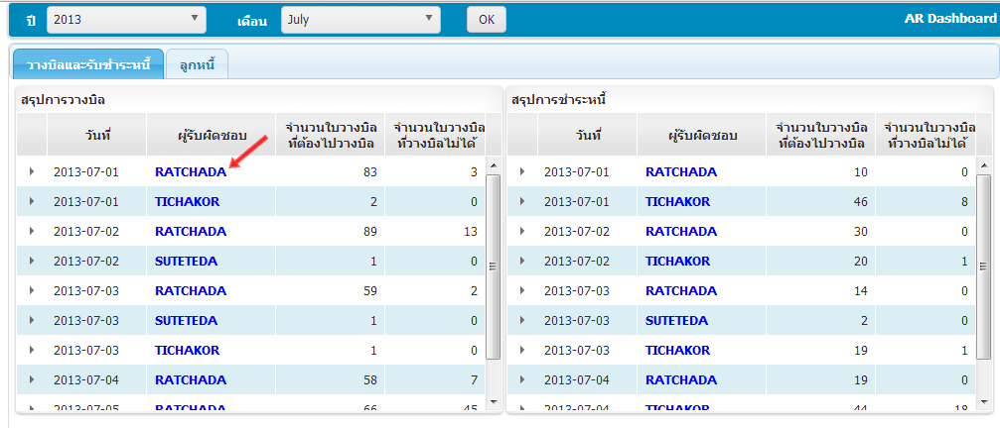 ปี 2013 เดือน July OK AR Dashboard
วางบิลและรับชำระหนี้ ลูกหนี้
สรุปการวางบิล
วันที่ ผู้รับผิดชอบ จำนวนใบวางบิล จำนวนใบวางบิล
ที่ต้องไปวางบิล ที่วางบิลไม่ได้
2013-07-01 RATCHADA 83 3
2013-07-01 TICHAKOR 2 0
2013-07-02 RATCHADA 89 13
2013-07-02 SUTETEDA 1 0
2013-07-03 RATCHADA 59 2
2013-07-03 SUTETEDA 1 0
2013-07-03 TICHAKOR 1 0
2013-07-04 RATCHADA 58 7
2013-07-05 RATCHADA 66 45
สรุปการชำระหนี้
วันที่ ผู้รับผิดชอบ จำนวนใบวางบิล จำนวนใบวางบิล
ที่ต้องไปวางบิล ที่วางบิลไม่ได้
2013-07-01 RATCHADA 10 0
2013-07-01 TICHAKOR 46 8
2013-07-02 RATCHADA 30 0
2013-07-02 TICHAKOR 20 1
2013-07-03 RATCHADA 14 0
2013-07-03 SUTETEDA 2 0
2013-07-03 TICHAKOR 19 1
2013-07-04 RATCHADA 19 0
2013-07-04 TICHAKOR 44 18